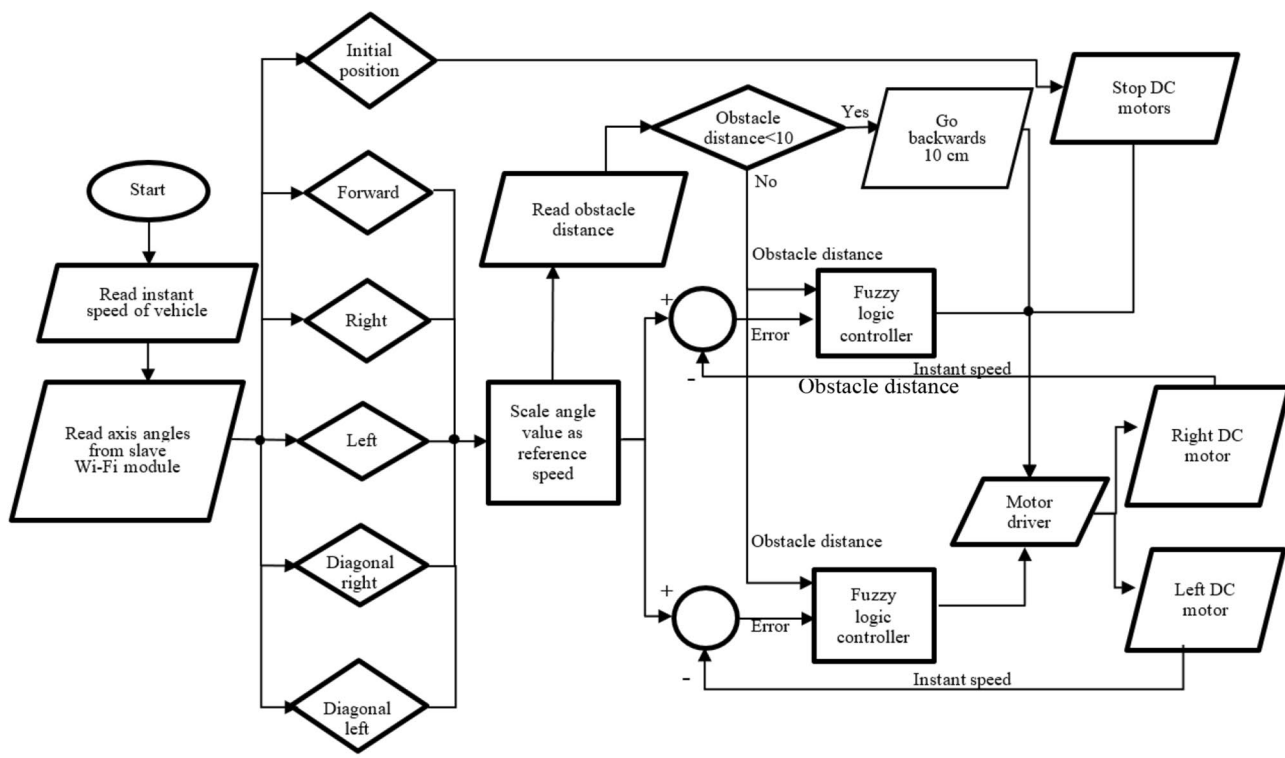 Initial
position
Stop DC
motors
Obstacle
distance<10
Yes
Go
backwards
10 cm
No
Start
Forward
Read obstacle
distance
Read instant
speed of vehicle
Right
Obstacle distance
+
Error
Fuzzy
logic
controller
-
Instant speed
Obstacle distance
Read axis angles
from slave
Wi-Fi module
Left
Scale angle
value as
reference
speed
Right DC
motor
Motor
driver
Diagonal
right
Obstacle distance
+
Error
Fuzzy
logic
controller
Left DC
motor
-
Instant speed
Diagonal
left